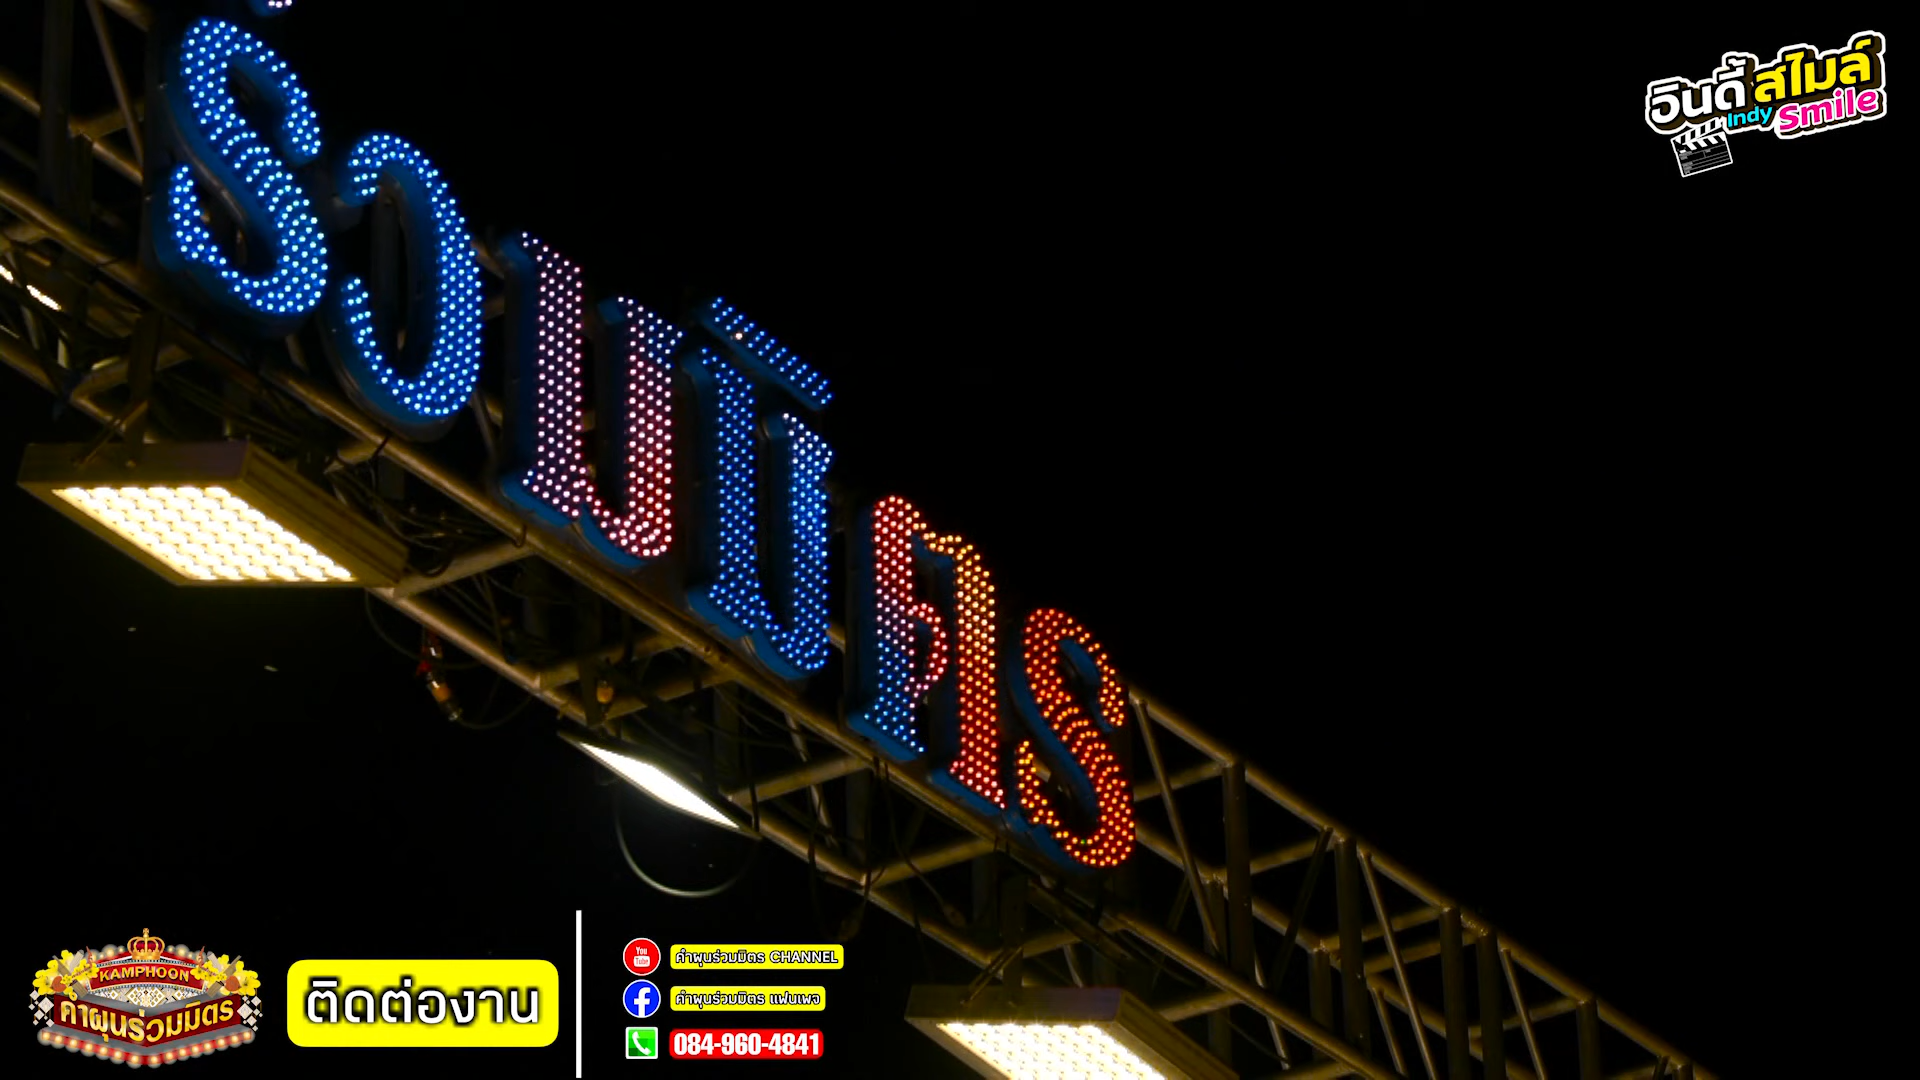 ร่วมมิตร
อินดี้ สไมล์
Indy Smile
KAMPHOON
คำผุนร่วมมิตร
ติดต่องาน
คำผุนร่วมมิตร CHANNEL
คำผุนร่วมมิตร แฟนเพจ
084-960-4841